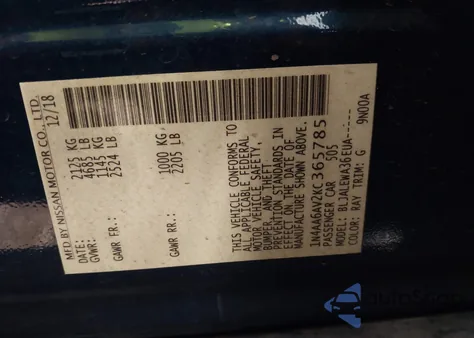 MFD BY NISSAN MOTOR CO., LTD.
DATE: 12/18
GVWR: 2125 KG
4685 LB
GAWR FR.: 1145 KG
2524 LB
GAWR RR.: 1000 KG
2205 LB
THIS VEHICLE CONFORMS TO
ALL APPLICABLE FEDERAL
MOTOR VEHICLE SAFETY,
BUMPER, AND THEFT
PREVENTION STANDARDS IN
EFFECT ON THE DATE OF
MANUFACTURE SHOWN ABOVE.
1N4AA6AV2KC365785
PASSENGER CAR 505
MODEL: BLJALEWA36EUA-----
COLOR: RAY TRIM: G 9N00A